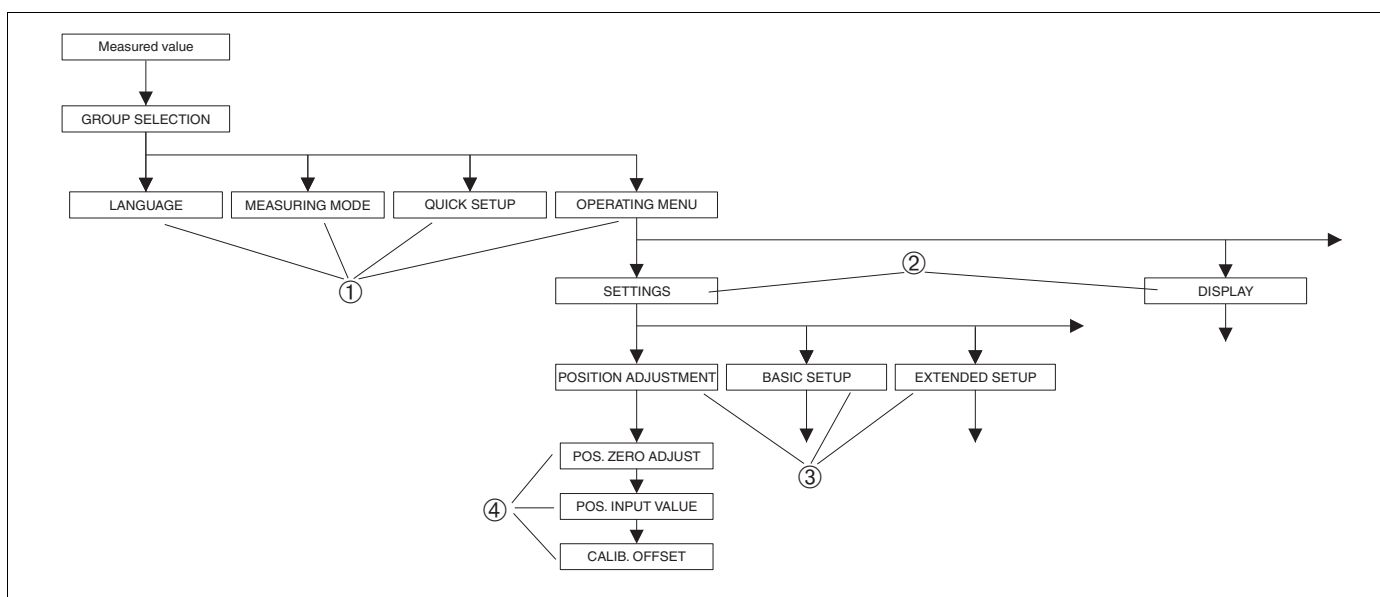 Measured value
GROUP SELECTION
LANGUAGE
MEASURING MODE
QUICK SETUP
OPERATING MENU
①
②
SETTINGS
DISPLAY
POSITION ADJUSTMENT
BASIC SETUP
EXTENDED SETUP
POS. ZERO ADJUST
③
④
POS. INPUT VALUE
CALIB. OFFSET